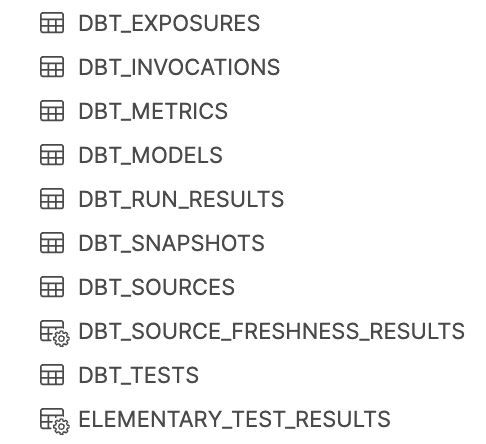 DBT_EXPOSURES
DBT_INVOCATIONS
DBT_METRICS
DBT_MODELS
DBT_RUN_RESULTS
DBT_SNAPSHOTS
DBT_SOURCES
DBT_SOURCE_FRESHNESS_RESULTS
DBT_TESTS
ELEMENTARY_TEST_RESULTS